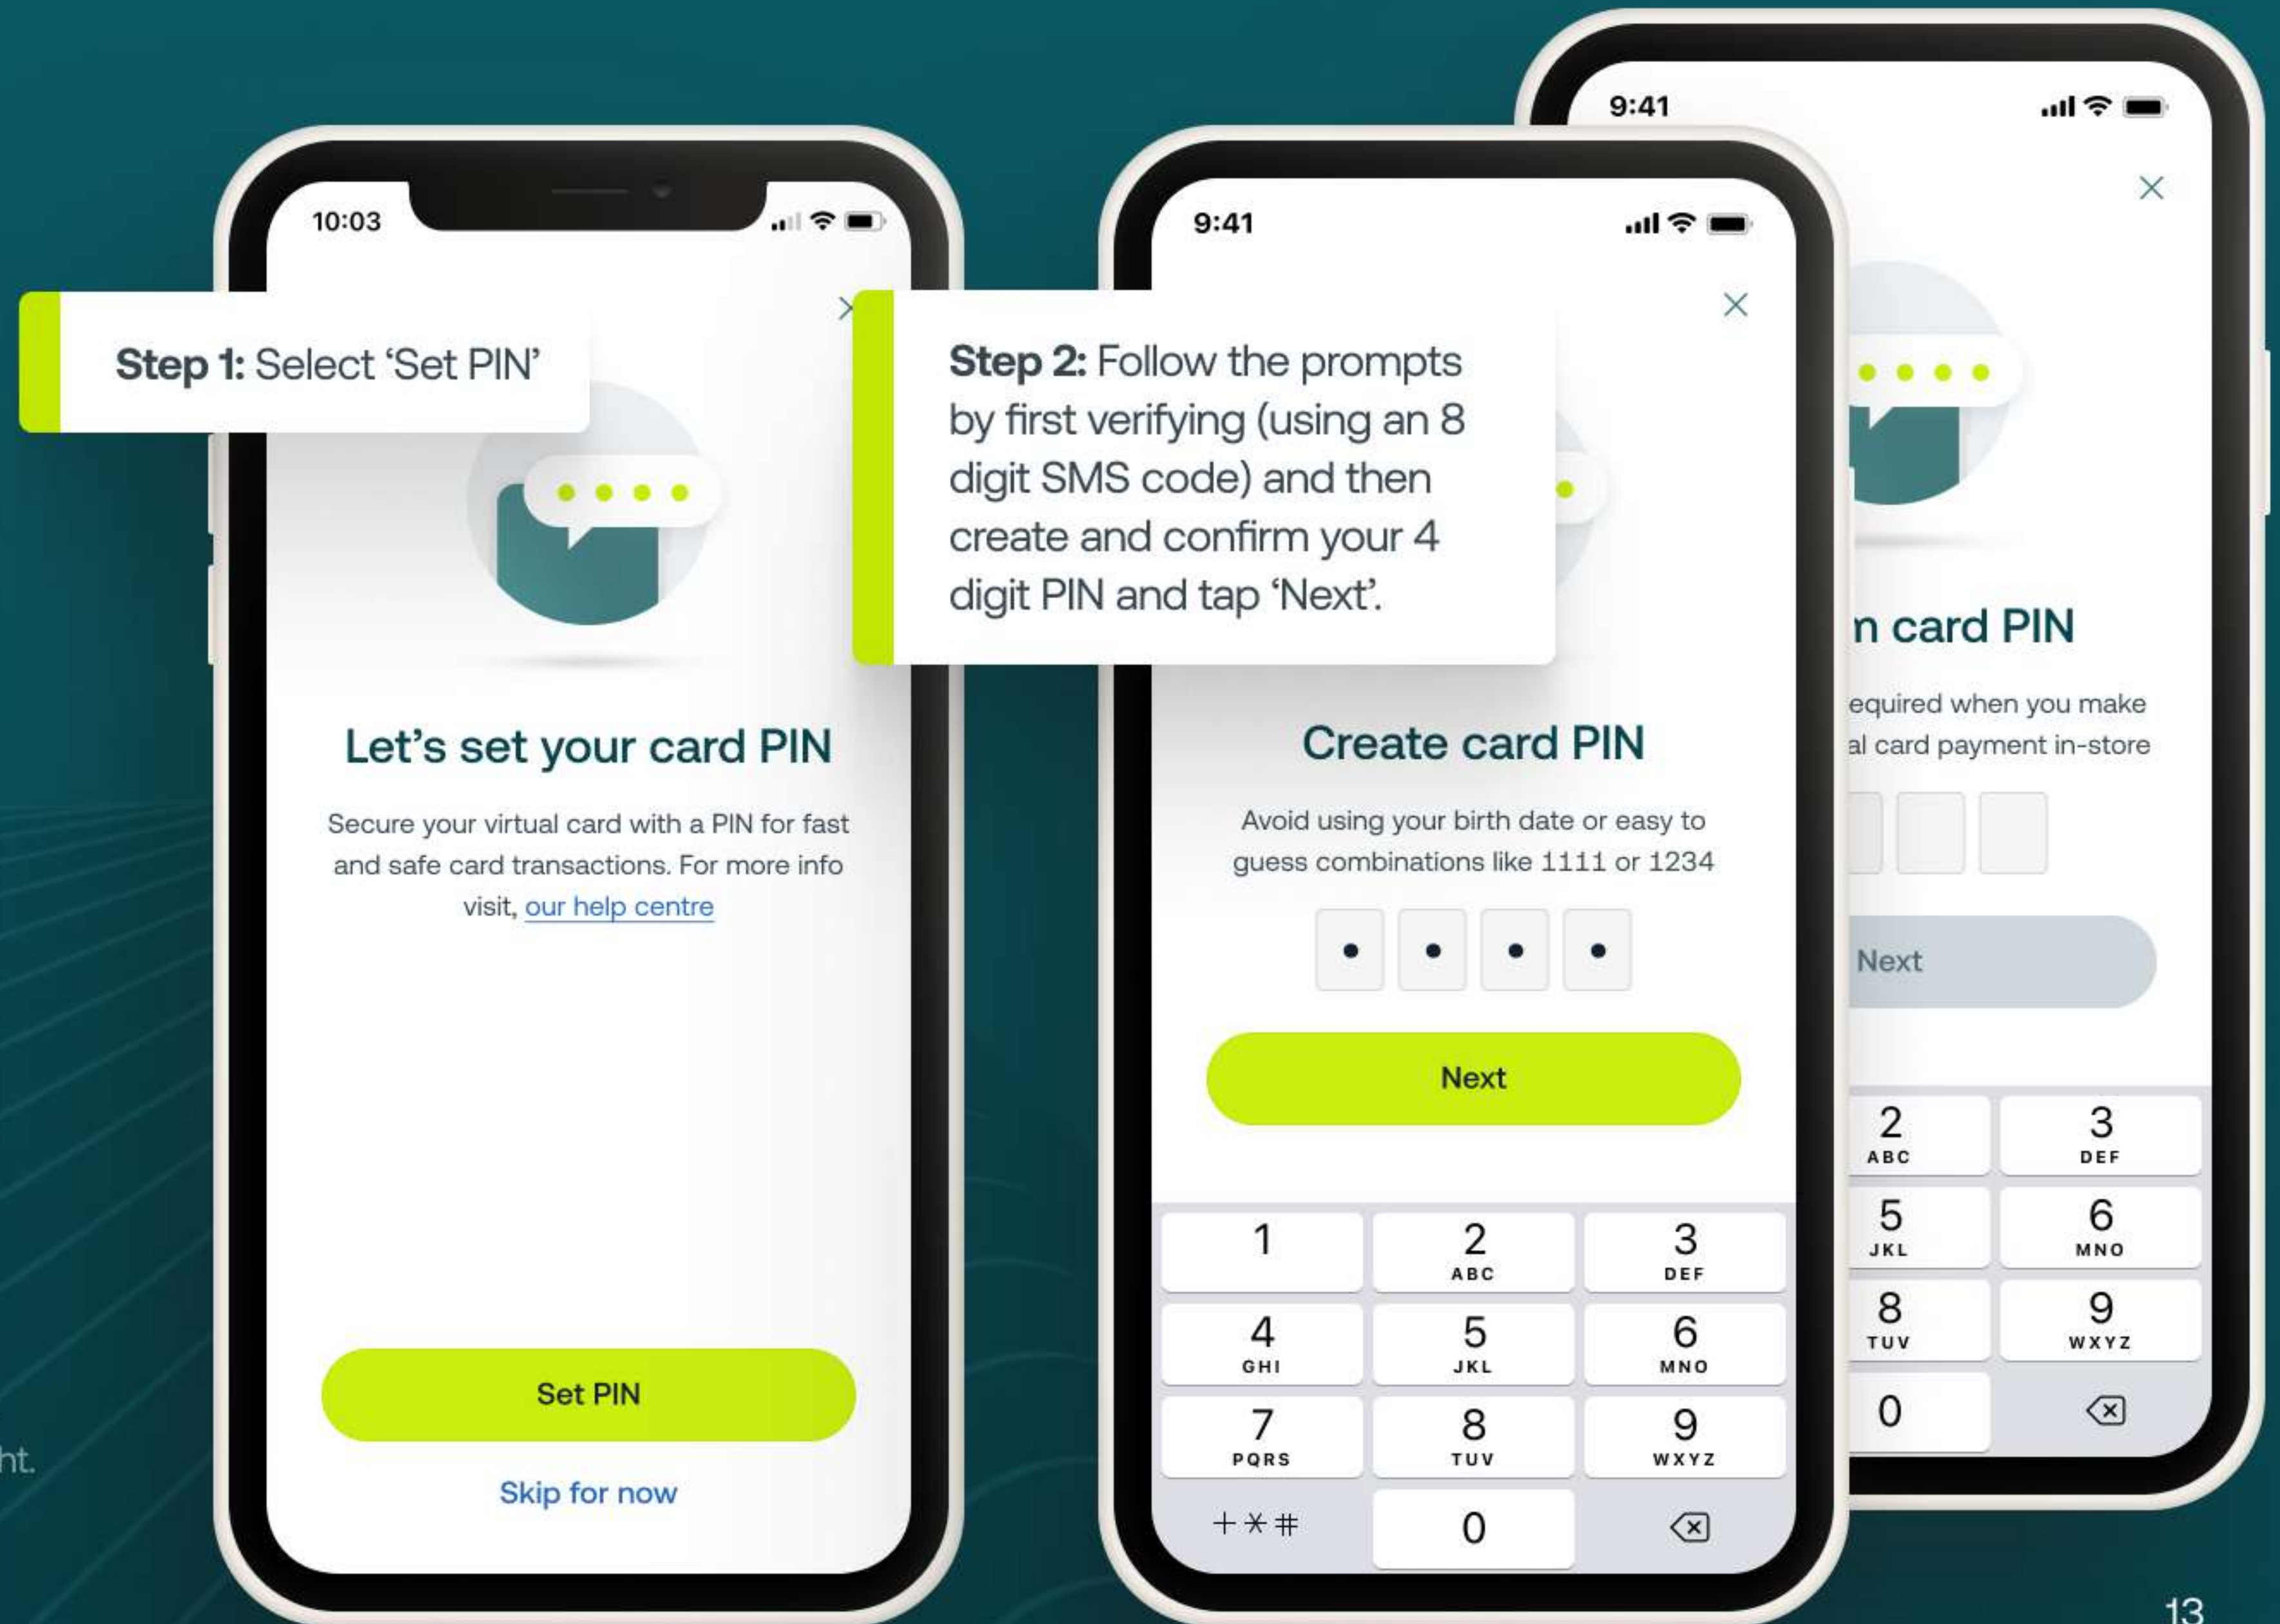 10:03
Step 1: Select ‘Set PIN’
Let’s set your card PIN
Secure your virtual card with a PIN for fast
and safe card transactions. For more info
visit, our help centre
Set PIN
Skip for now
9:41
Step 2: Follow the prompts
by first verifying (using an 8
digit SMS code) and then
create and confirm your 4
digit PIN and tap ‘Next’.
Create card PIN
Avoid using your birth date or easy to
guess combinations like 1111 or 1234
Next
1 2 3
ABC DEF
4 5 6
GHI JKL MNO
7 8 9
PQRS TUV WXYZ
+*# 0
9:41
card PIN
when you make
card payment in-store
Next
2 3
ABC DEF
5 6
JKL MNO
8 9
TUV WXYZ
0
13